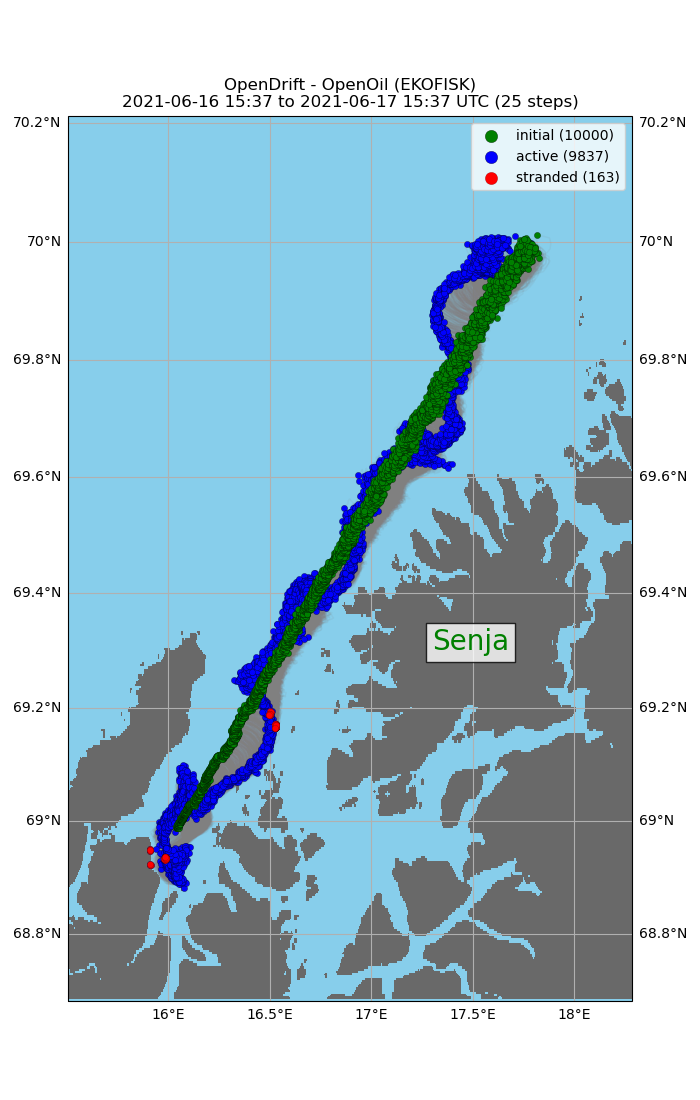 OpenDrift - OpenOil (EKOFISK)
2021-06-16 15:37 to 2021-06-17 15:37 UTC (25 steps)
70.2°N 70.2°N
initial (10000)
active (9837)
stranded (163)
70°N 70°N
69.8°N 69.8°N
69.6°N 69.6°N
69.4°N 69.4°N
Senja
69.2°N 69.2°N
69°N 69°N
68.8°N 68.8°N
16°E 16.5°E 17°E 17.5°E 18°E